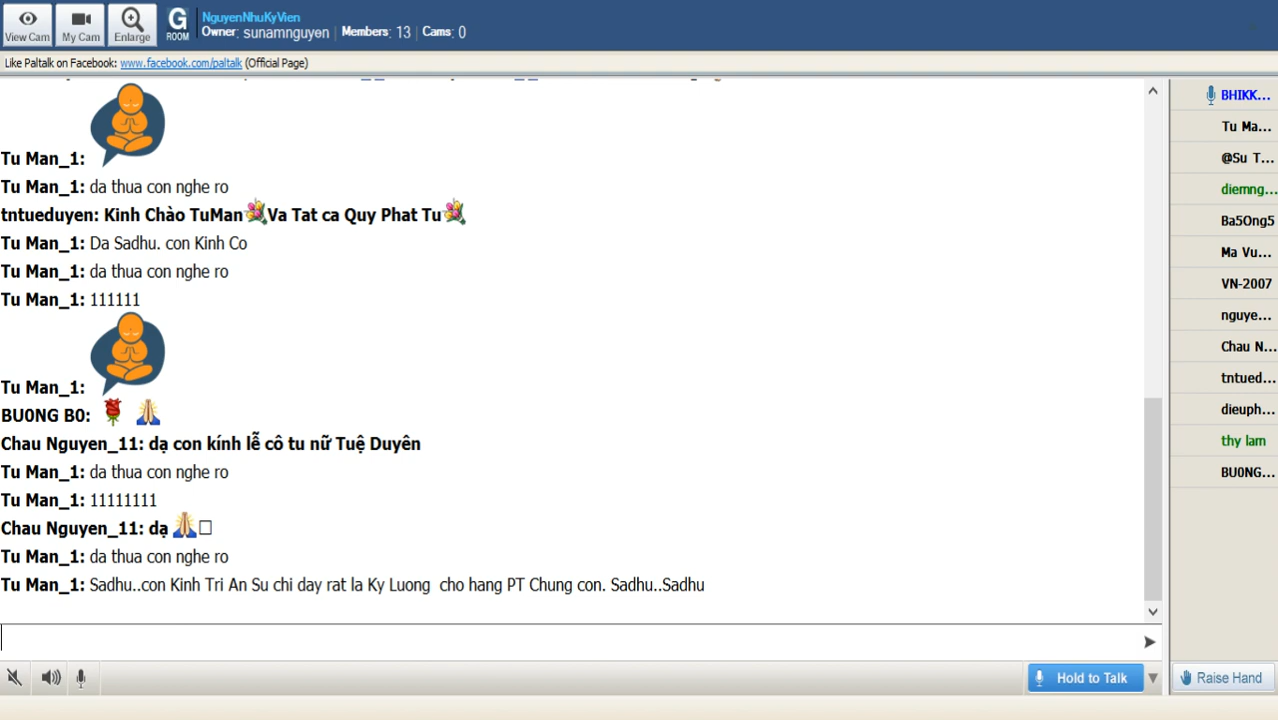 View Cam
My Cam
Enlarge
G
ROOM
NguyenNhuKyVien
Owner: sunamnguyen | Members: 13 | Cams: 0
Like Paltalk on Facebook: www.facebook.com/paltalk (Official Page)
Tu Man_1:
Tu Man_1: da thua con nghe ro
tntueduyen: Kinh Chào TuMan Va Tat ca Quy Phat Tu
Tu Man_1: Da Sadhu. con Kinh Co
Tu Man_1: da thua con nghe ro
Tu Man_1: 111111
Tu Man_1:
BU0NG B0:
Chau Nguyen_11: dạ con kính lễ cô tu nữ Tuệ Duyên
Tu Man_1: da thua con nghe ro
Tu Man_1: 11111111
Chau Nguyen_11: dạ
Tu Man_1: da thua con nghe ro
Tu Man_1: Sadhu..con Kinh Tri An Su chi day rat la Ky Luong cho hang PT Chung con. Sadhu..Sadhu
BHIKK...
Tu Ma...
@Su T...
diemng...
Ba5Ong5
Ma Vu...
VN-2007
nguye...
Chau N...
tntued...
dieuph...
thy lam
BU0NG...
Hold to Talk
Raise Hand